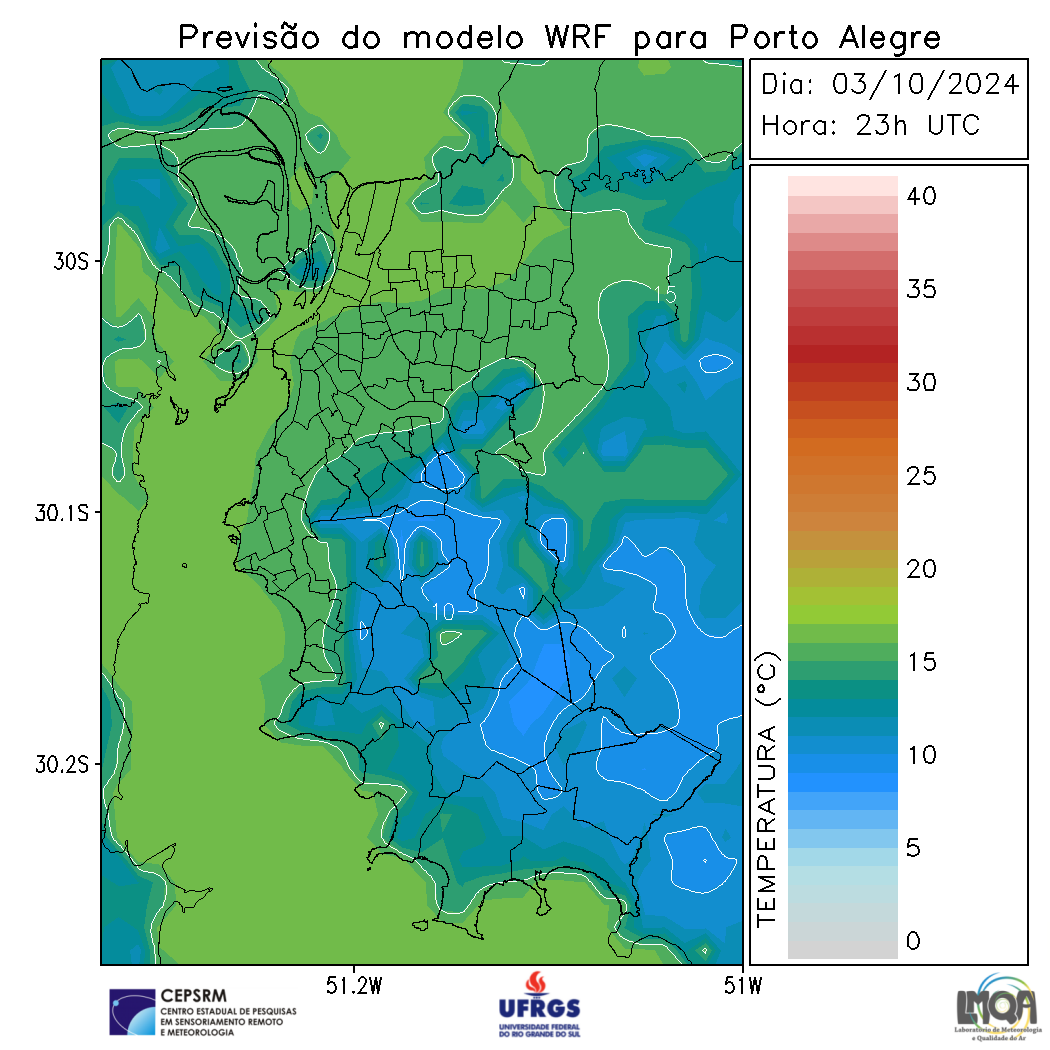 Previsão do modelo WRF para Porto Alegre
Dia: 03/10/2024
Hora: 23h UTC
40
35
30
25
20
15
10
5
0
TEMPERATURA (°C)
30S
30.1S
30.2S
15
10
51.2W
51W
CEPSRM
CENTRO ESTADUAL DE PESQUISAS
EM SENSORIAMENTO REMOTO
E METEOROLOGIA
UFRGS
UNIVERSIDADE FEDERAL
DO RIO GRANDE DO SUL
LMQA
Laboratório de Meteorologia
e Qualidade do Ar